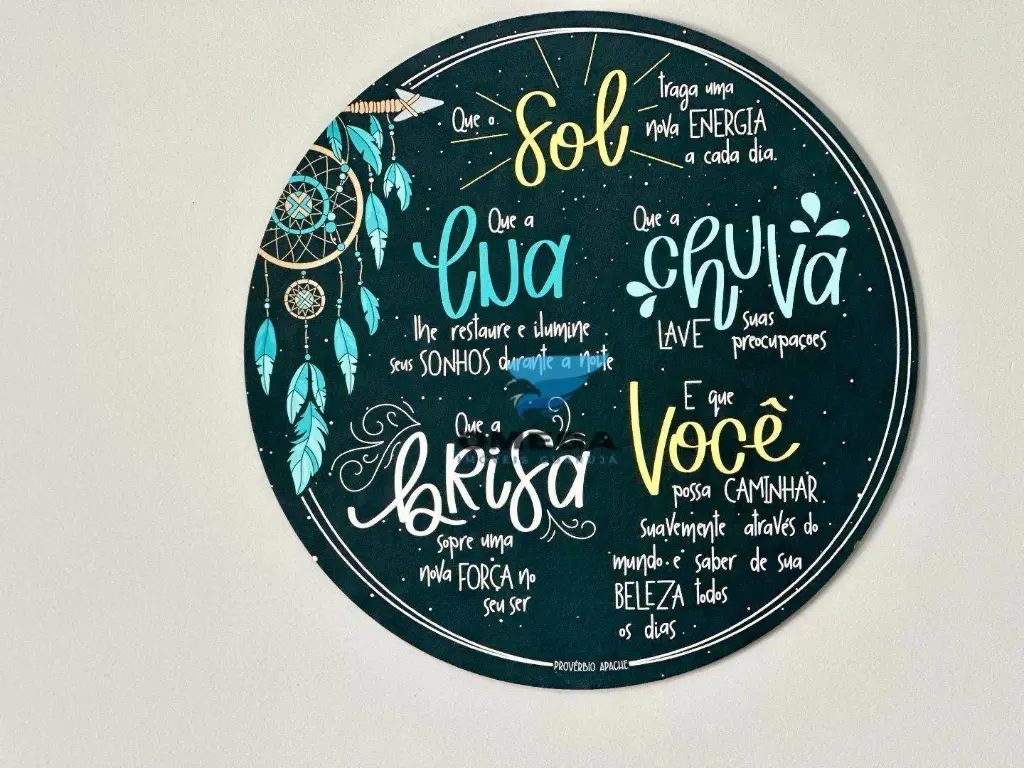 Que o Sol traga uma
nova ENERGIA
a cada dia.
Que a
lua
lhe restaure e ilumine
seus SONHOS durante a noite
Que a
chuva
LAVE suas
preocupações
Que a
brisa
sopre uma
nova FORÇA no
seu ser
E que
Você
possa CAMINHAR
suavemente através do
mundo e saber de sua
BELEZA todos
os dias
PROVÉRBIO APACHE
OMEGA